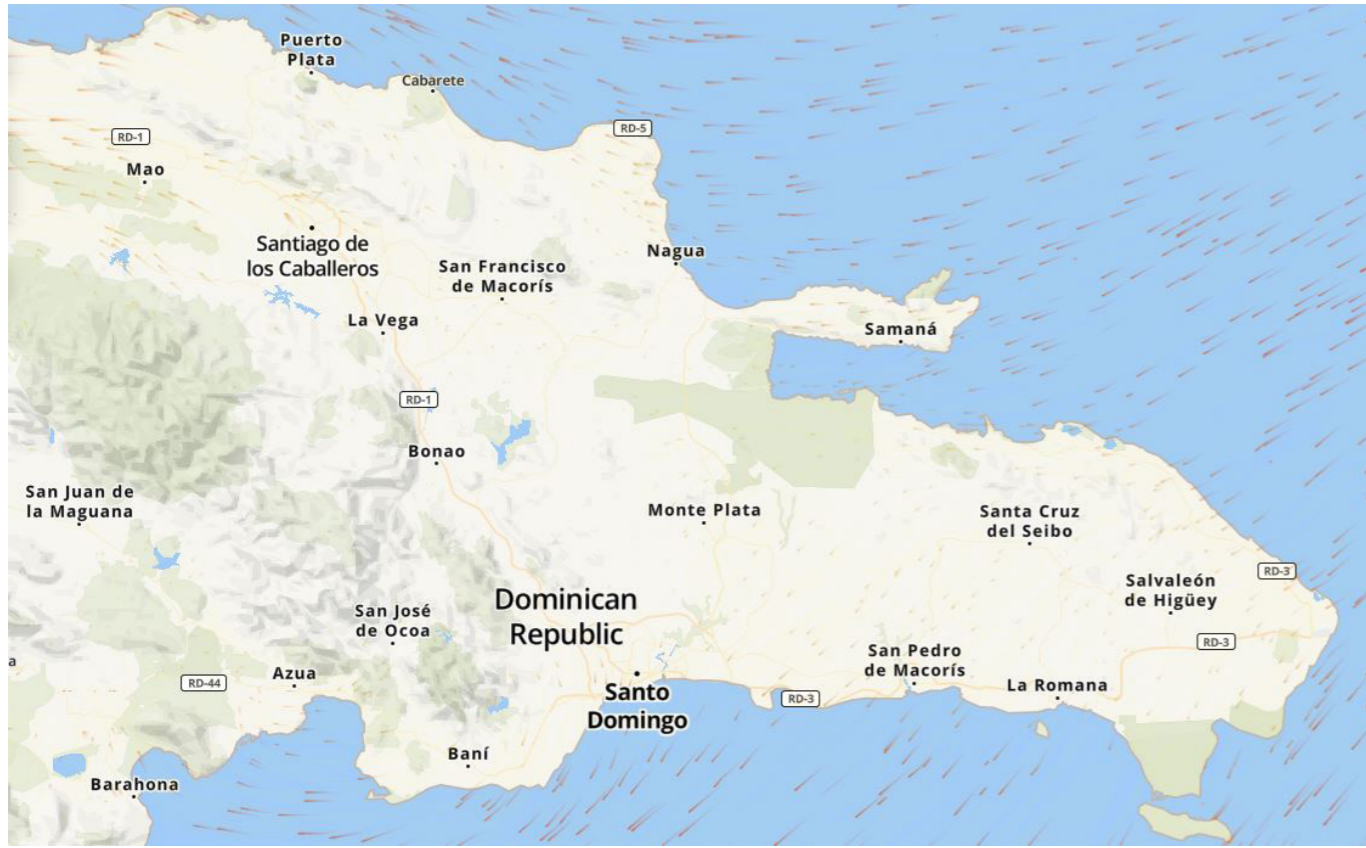 Puerto
Plata
Cabarete
RD-5
RD-1
Mao
Santiago de
los Caballeros
Nagua
San Francisco
de Macorís
La Vega
Samaná
RD-1
Bonao
San Juan de
la Maguana
Monte Plata
Santa Cruz
del Seibo
RD-3
Salvaleón
de Higüey
Dominican
Republic
San José
de Ocoa
RD-3
San Pedro
de Macorís
a
Azua
RD-44
Santo
Domingo
RD-3
La Romana
Baní
Barahona